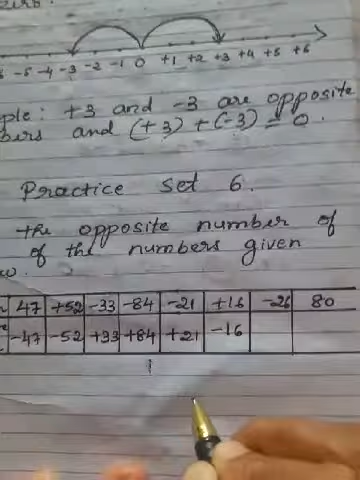 -5 -4 -3 -2 -1 0 +1 +2 +3 +4 +5 +6
+3 and -3 are opposite
and (+3) + (-3) = 0.
Practice set 6.
the opposite number of
of the numbers given
47 +52 -33 -84 -21 +16 -26 80
-47 -52 +33 +84 +21 -16